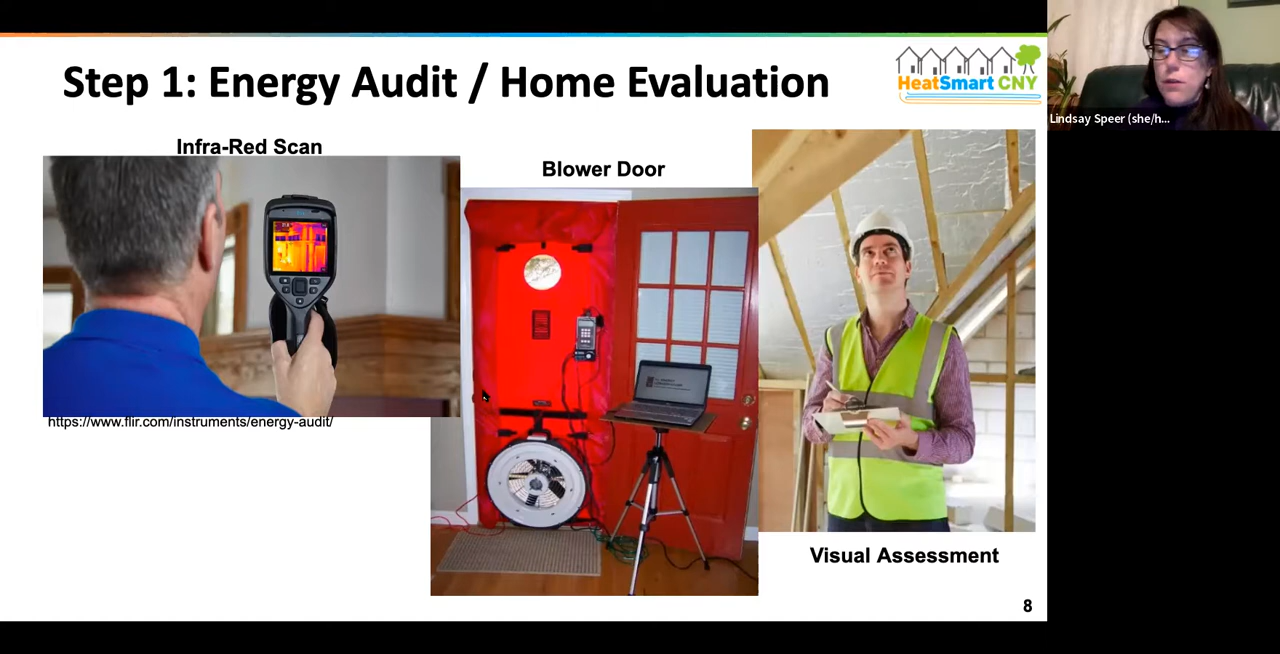 Step 1: Energy Audit / Home Evaluation
HeatSmart CNY
Lindsay Speer (she/h...
Infra-Red Scan
Blower Door
https://www.flir.com/instruments/energy-audit/
Visual Assessment
8